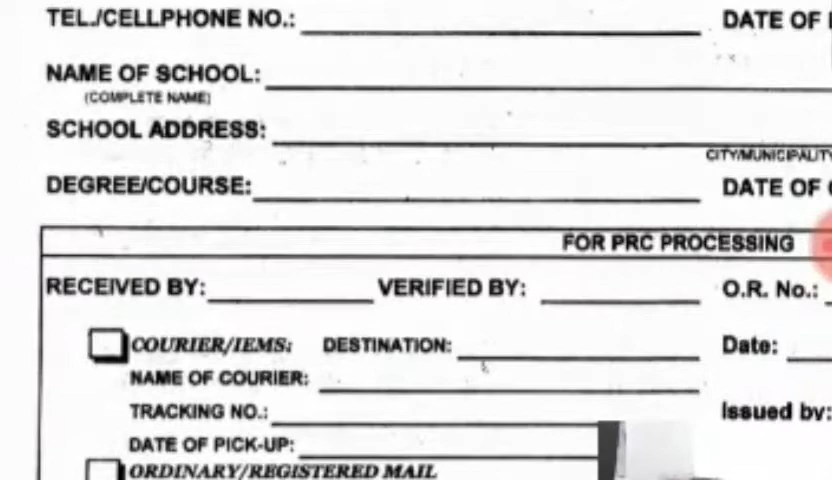 TEL./CELLPHONE NO.: DATE OF
NAME OF SCHOOL:
(COMPLETE NAME)
SCHOOL ADDRESS:
CITY/MUNICIPALITY
DEGREE/COURSE: DATE OF
FOR PRC PROCESSING
RECEIVED BY: VERIFIED BY: O.R. No.:
COURIER/IEMS: DESTINATION: Date:
NAME OF COURIER:
TRACKING NO.: Issued by:
DATE OF PICK-UP:
ORDINARY/REGISTERED MAIL